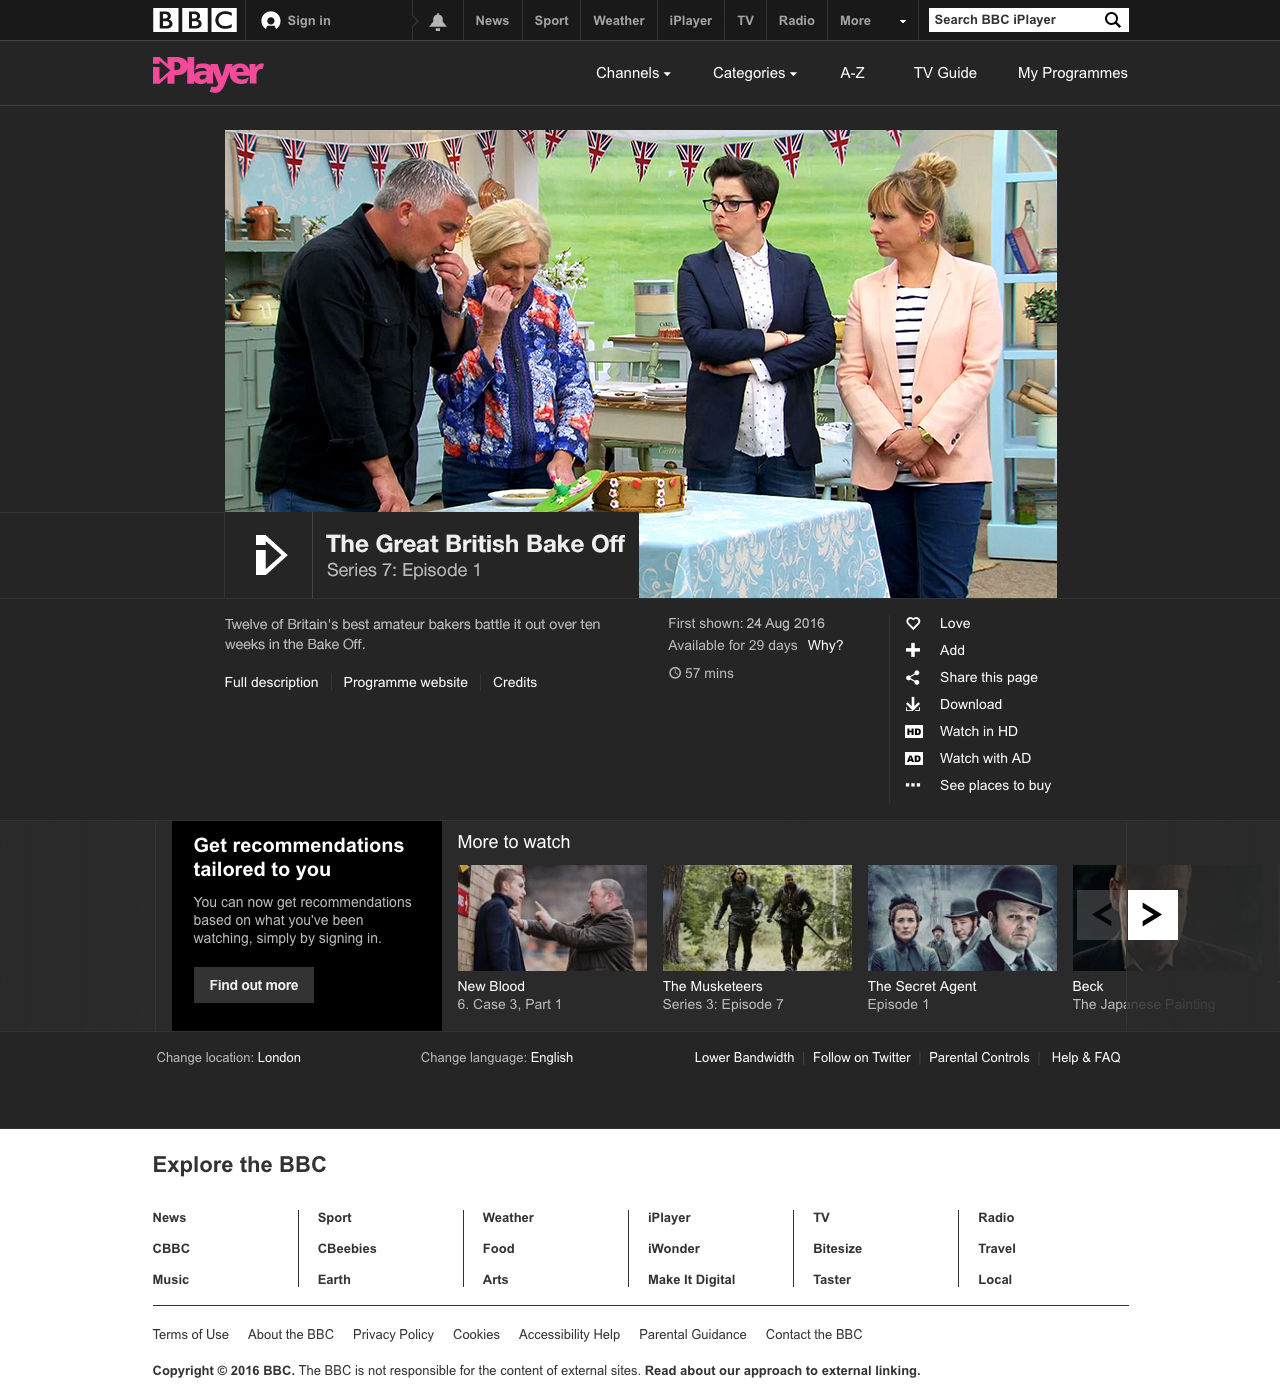 BBC
Sign in
News
Sport
Weather
iPlayer
TV
Radio
More
Search BBC iPlayer
iPlayer
Channels
Categories
A-Z
TV Guide
My Programmes
The Great British Bake Off
Series 7: Episode 1
Twelve of Britain's best amateur bakers battle it out over ten
weeks in the Bake Off.
Full description
Programme website
Credits
First shown: 24 Aug 2016
Available for 29 days Why?
57 mins
Love
Add
Share this page
Download
HD Watch in HD
AD Watch with AD
See places to buy
Get recommendations
tailored to you
You can now get recommendations
based on what you've been
watching, simply by signing in.
Find out more
More to watch
New Blood
6. Case 3, Part 1
The Musketeers
Series 3: Episode 7
The Secret Agent
Episode 1
Beck
The Japanese Painting
Change location: London
Change language: English
Lower Bandwidth
Follow on Twitter
Parental Controls
Help & FAQ
Explore the BBC
News
Sport
Weather
iPlayer
TV
Radio
CBBC
CBeebies
Food
iWonder
Bitesize
Travel
Music
Earth
Arts
Make It Digital
Taster
Local
Terms of Use
About the BBC
Privacy Policy
Cookies
Accessibility Help
Parental Guidance
Contact the BBC
Copyright © 2016 BBC. The BBC is not responsible for the content of external sites. Read about our approach to external linking.